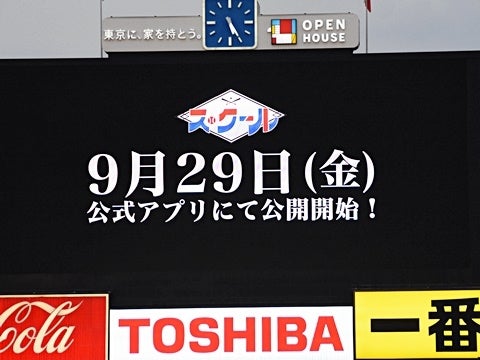 東京に、家を持とう。
OPEN HOUSE
スワクール
9月29日(金)
公式アプリにて公開開始!
Cola
TOSHIBA
一番